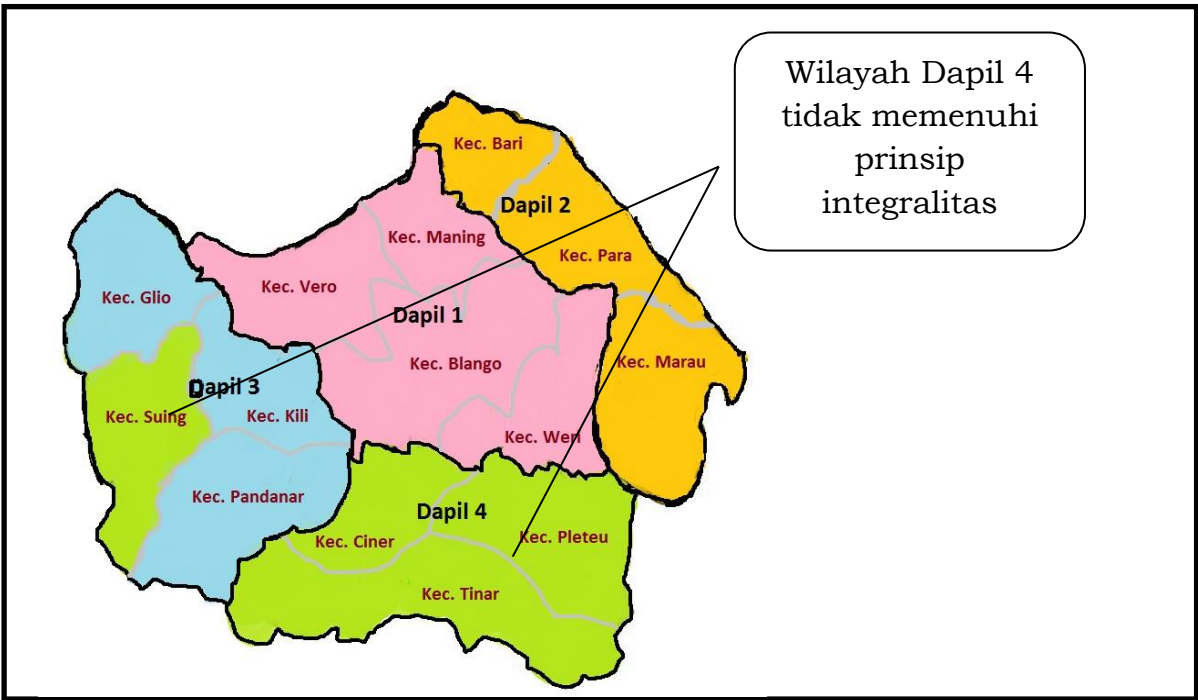 Wilayah Dapil 4
tidak memenuhi
prinsip
integralitas
Kec. Bari
Dapil 2
Kec. Maning
Kec. Para
Kec. Vero
Kec. Glio
Dapil 1
Kec. Blango
Kec. Marau
Dapil 3
Kec. Suing
Kec. Kili
Kec. Weri
Kec. Pandanar
Dapil 4
Kec. Ciner
Kec. Pleteu
Kec. Tinar